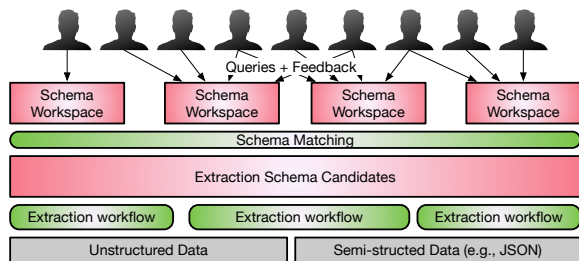 Queries + Feedback
Schema Workspace
Schema Workspace
Schema Workspace
Schema Workspace
Schema Matching
Extraction Schema Candidates
Extraction workflow
Extraction workflow
Extraction workflow
Unstructured Data
Semi-structed Data (e.g., JSON)